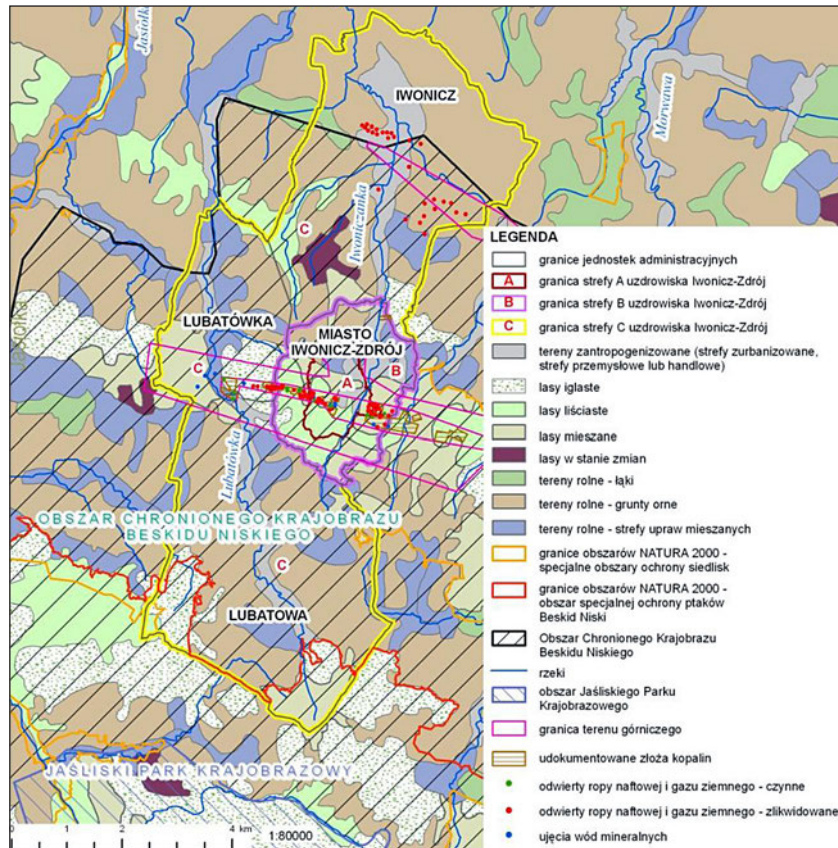 Jasiołka
IWONICZ
Morwawa
C
Iwoniczanka
LUBATÓWKA
MIASTO
IWONICZ-ZDRÓJ
C
A
B
Jasiołka
Lubatówka
OBSZAR CHRONIONEGO KRAJOBRAZU
BESKIDU NISKIEGO
C
LUBATOWA
JAŚLISKI PARK KRAJOBRAZOWY
0 1 2 4 km 1:80000
LEGENDA
granice jednostek administracyjnych
A granica strefy A uzdrowiska Iwonicz-Zdrój
B granica strefy B uzdrowiska Iwonicz-Zdrój
C granica strefy C uzdrowiska Iwonicz-Zdrój
tereny zantropogenizowane (strefy zurbanizowane,
strefy przemysłowe lub handlowe)
lasy iglaste
lasy liściaste
lasy mieszane
lasy w stanie zmian
tereny rolne - łąki
tereny rolne - grunty orne
tereny rolne - strefy upraw mieszanych
granice obszarów NATURA 2000 -
specjalne obszary ochrony siedlisk
granice obszarów NATURA 2000 -
obszar specjalnej ochrony ptaków
Beskid Niski
Obszar Chronionego Krajobrazu
Beskidu Niskiego
rzeki
obszar Jaśliskiego Parku
Krajobrazowego
granica terenu górniczego
udokumentowane złoża kopalin
odwierty ropy naftowej i gazu ziemnego - czynne
odwierty ropy naftowej i gazu ziemnego - zlikwidowane
ujęcia wód mineralnych